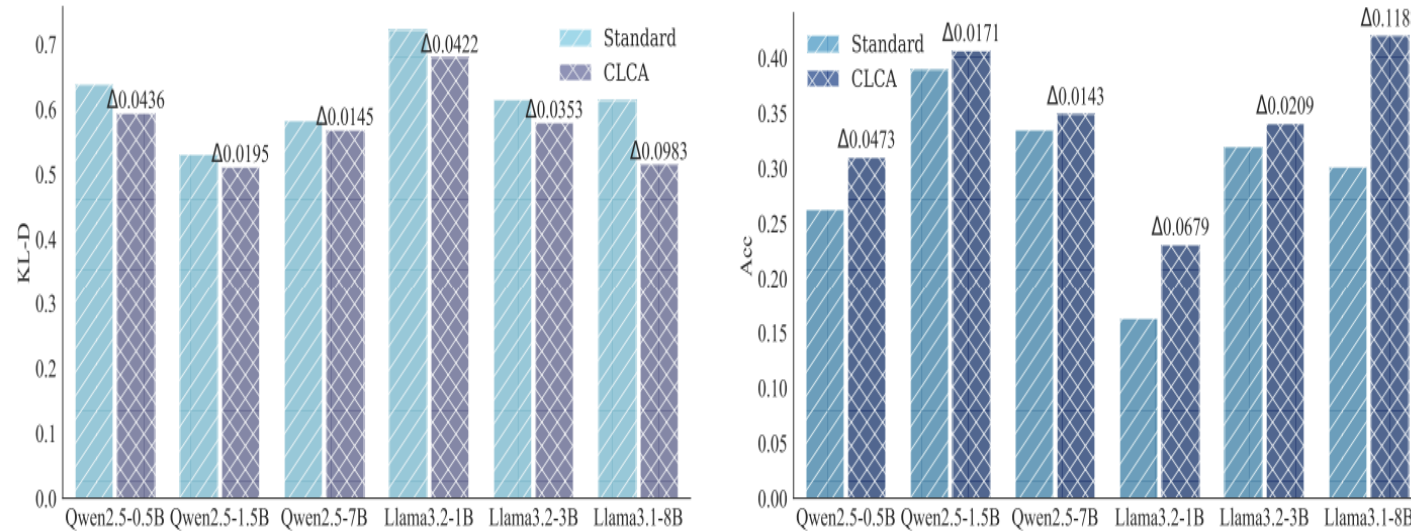 KL-D
0.7
0.6
0.5
0.4
0.3
0.2
0.1
0.0
Δ0.0436
Δ0.0195
Δ0.0145
Δ0.0422
Δ0.0353
Δ0.0983
Standard
CLCA
Qwen2.5-0.5B Qwen2.5-1.5B Qwen2.5-7B Llama3.2-1B Llama3.2-3B Llama3.1-8B
Acc
0.40
0.35
0.30
0.25
0.20
0.15
0.10
0.05
0.00
Standard
CLCA
Δ0.0473
Δ0.0171
Δ0.0143
Δ0.0679
Δ0.0209
Δ0.118
Qwen2.5-0.5B Qwen2.5-1.5B Qwen2.5-7B Llama3.2-1B Llama3.2-3B Llama3.1-8B